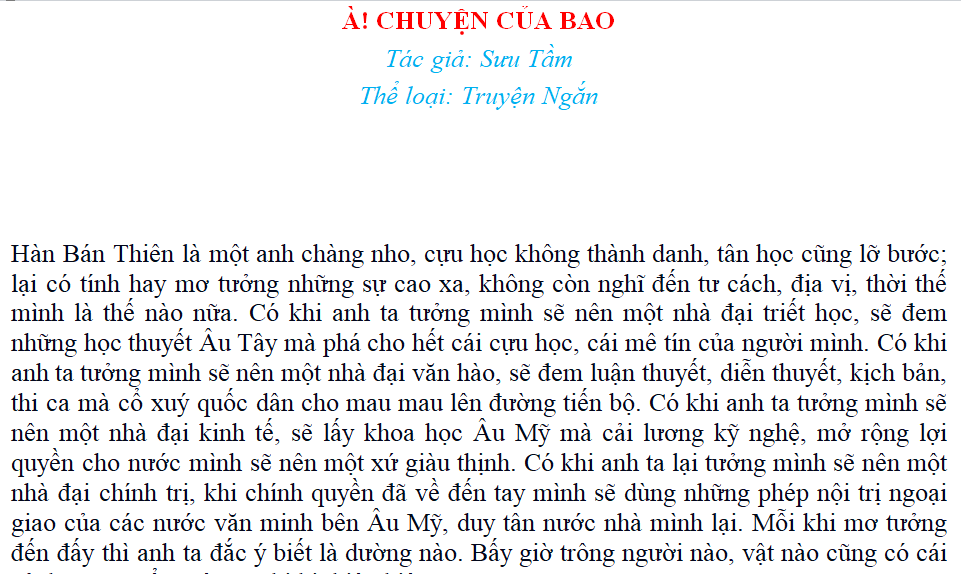 À! CHUYỆN CỦA BAO
Tác giả: Sưu Tầm
Thể loại: Truyện Ngắn
Hàn Bán Thiên là một anh chàng nho, cựu học không thành danh, tân học cũng lỡ bước;
lại có tính hay mơ tưởng những sự cao xa, không còn nghĩ đến tư cách, địa vị, thời thế
mình là thế nào nữa. Có khi anh ta tưởng mình sẽ nên một nhà đại triết học, sẽ đem
những học thuyết Âu Tây mà phá cho hết cái cựu học, cái mê tín của người mình. Có khi
anh ta tưởng mình sẽ nên một nhà đại văn hào, sẽ đem luận thuyết, diễn thuyết, kịch bản,
thi ca mà cổ xuý quốc dân cho mau mau lên đường tiến bộ. Có khi anh ta tưởng mình sẽ
nên một nhà đại kinh tế, sẽ lấy khoa học Âu Mỹ mà cải lương kỹ nghệ, mở rộng lợi
quyền cho nước mình sẽ nên một xứ giàu thịnh. Có khi anh ta lại tưởng mình sẽ nên một
nhà đại chính trị, khi chính quyền đã về đến tay mình sẽ dùng những phép nội trị ngoại
giao của các nước văn minh bên Âu Mỹ, duy tân nước nhà mình lại. Mỗi khi mơ tưởng
đến đấy thì anh ta đắc ý biết là dường nào. Bấy giờ trông người nào, vật nào cũng có cái